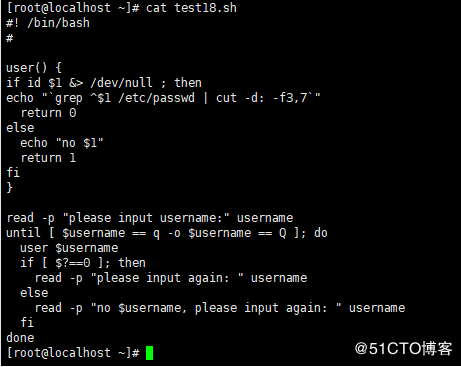 [root@localhost ~]# cat test18.sh
#! /bin/bash
#

user() {
if id $1 &> /dev/null ; then
echo "`grep ^$1 /etc/passwd | cut -d: -f3,7`"
  return 0
else
  echo "no $1"
  return 1
fi
}

read -p "please input username:" username
until [ $username == q -o $username == Q ]; do
  user $username
  if [ $?==0 ]; then
    read -p "please input again: " username
  else
    read -p "no $username, please input again: " username
  fi
done
[root@localhost ~]#
@51CTO博客